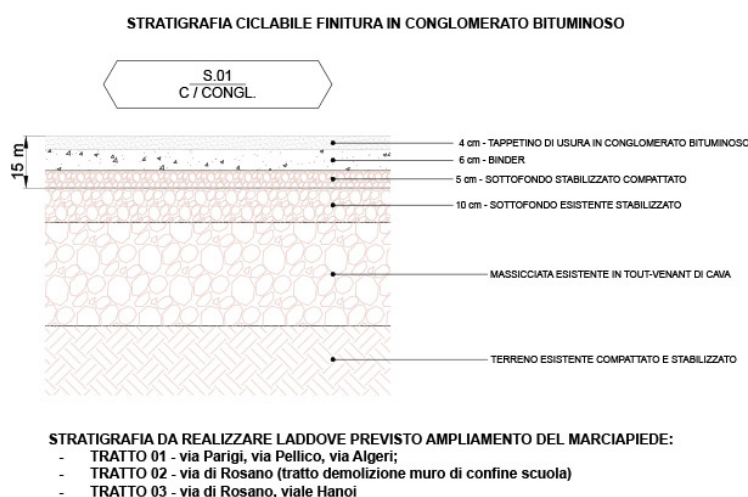 STRATIGRAFIA CICLABILE FINITURA IN CONGLOMERATO BITUMINOSO
S.01
C / CONGL.
15 m
4 cm - TAPPETINO DI USURA IN CONGLOMERATO BITUMINOSO
6 cm - BINDER
5 cm - SOTTOFONDO STABILIZZATO COMPATTATO
10 cm - SOTTOFONDO ESISTENTE STABILIZZATO
MASSICCIATA ESISTENTE IN TOUT-VENANT DI CAVA
TERRENO ESISTENTE COMPATTATO E STABILIZZATO
STRATIGRAFIA DA REALIZZARE LADDOVE PREVISTO AMPLIAMENTO DEL MARCIAPIEDE:
- TRATTO 01 - via Parigi, via Pellico, via Algeri;
- TRATTO 02 - via di Rosano (tratto demolizione muro di confine scuola)
- TRATTO 03 - via di Rosano, viale Hanoi